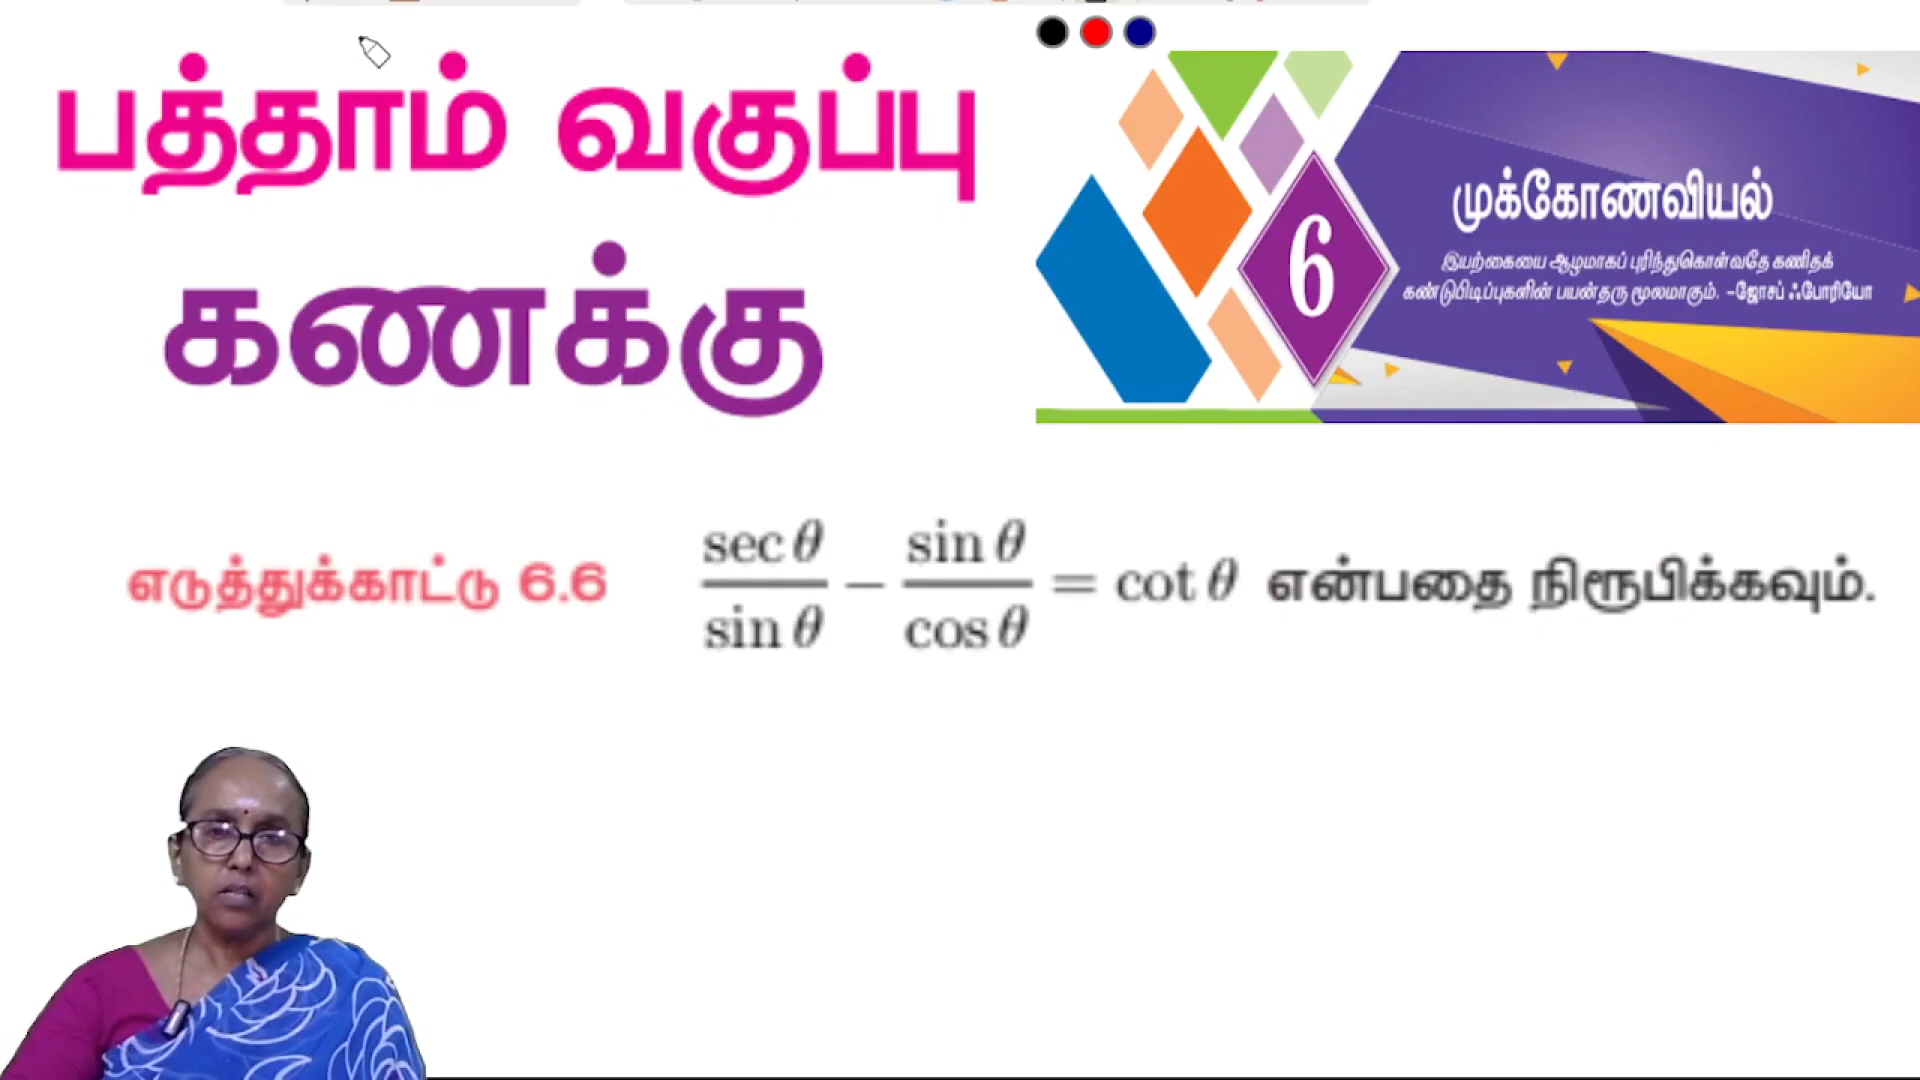 பத்தாம் வகுப்பு
கணக்கு
6
முக்கோணவியல்
இயற்கையை ஆழமாகப் புரிந்துகொள்வதே கணிதக்
கண்டுபிடிப்புகளின் பயன்தரு மூலமாகும். -ஜோசப் ஃபோரியோ
எடுத்துக்காட்டு 6.6 sec θ / sin θ − sin θ / cos θ = cot θ என்பதை நிரூபிக்கவும்.